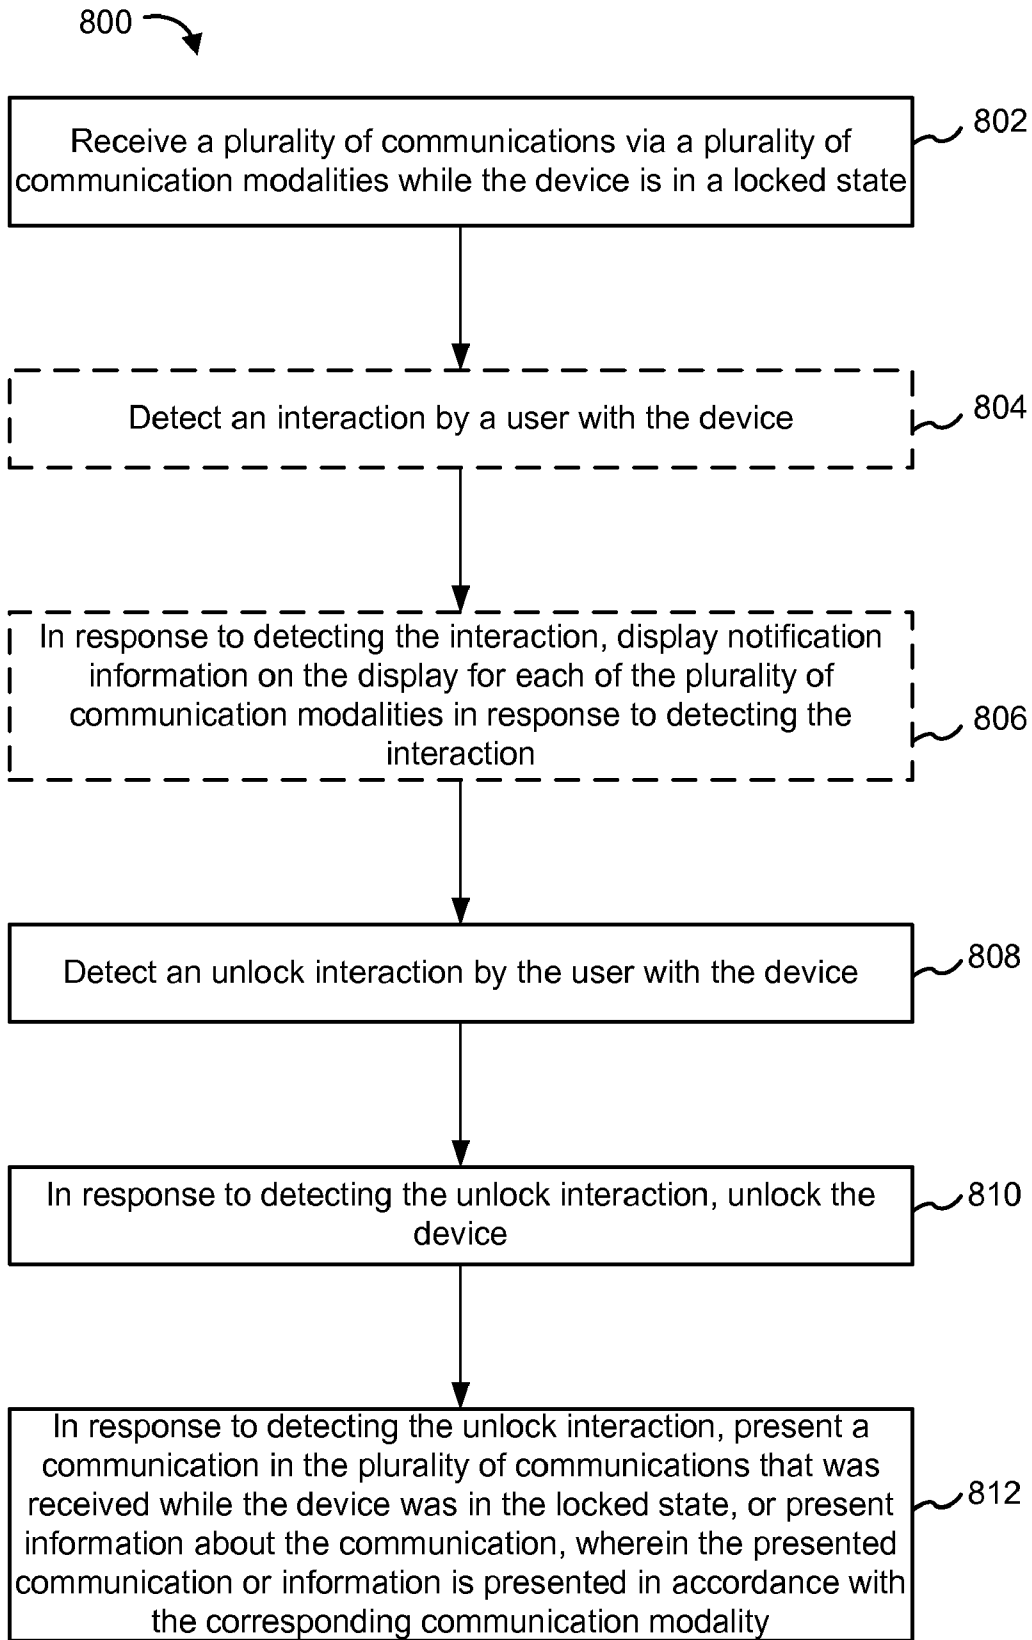 800
Receive a plurality of communications via a plurality of
communication modalities while the device is in a locked state
802
Detect an interaction by a user with the device
804
In response to detecting the interaction, display notification
information on the display for each of the plurality of
communication modalities in response to detecting the
interaction
806
Detect an unlock interaction by the user with the device
808
In response to detecting the unlock interaction, unlock the
device
810
In response to detecting the unlock interaction, present a
communication in the plurality of communications that was
received while the device was in the locked state, or present
information about the communication, wherein the presented
communication or information is presented in accordance with
the corresponding communication modality
812